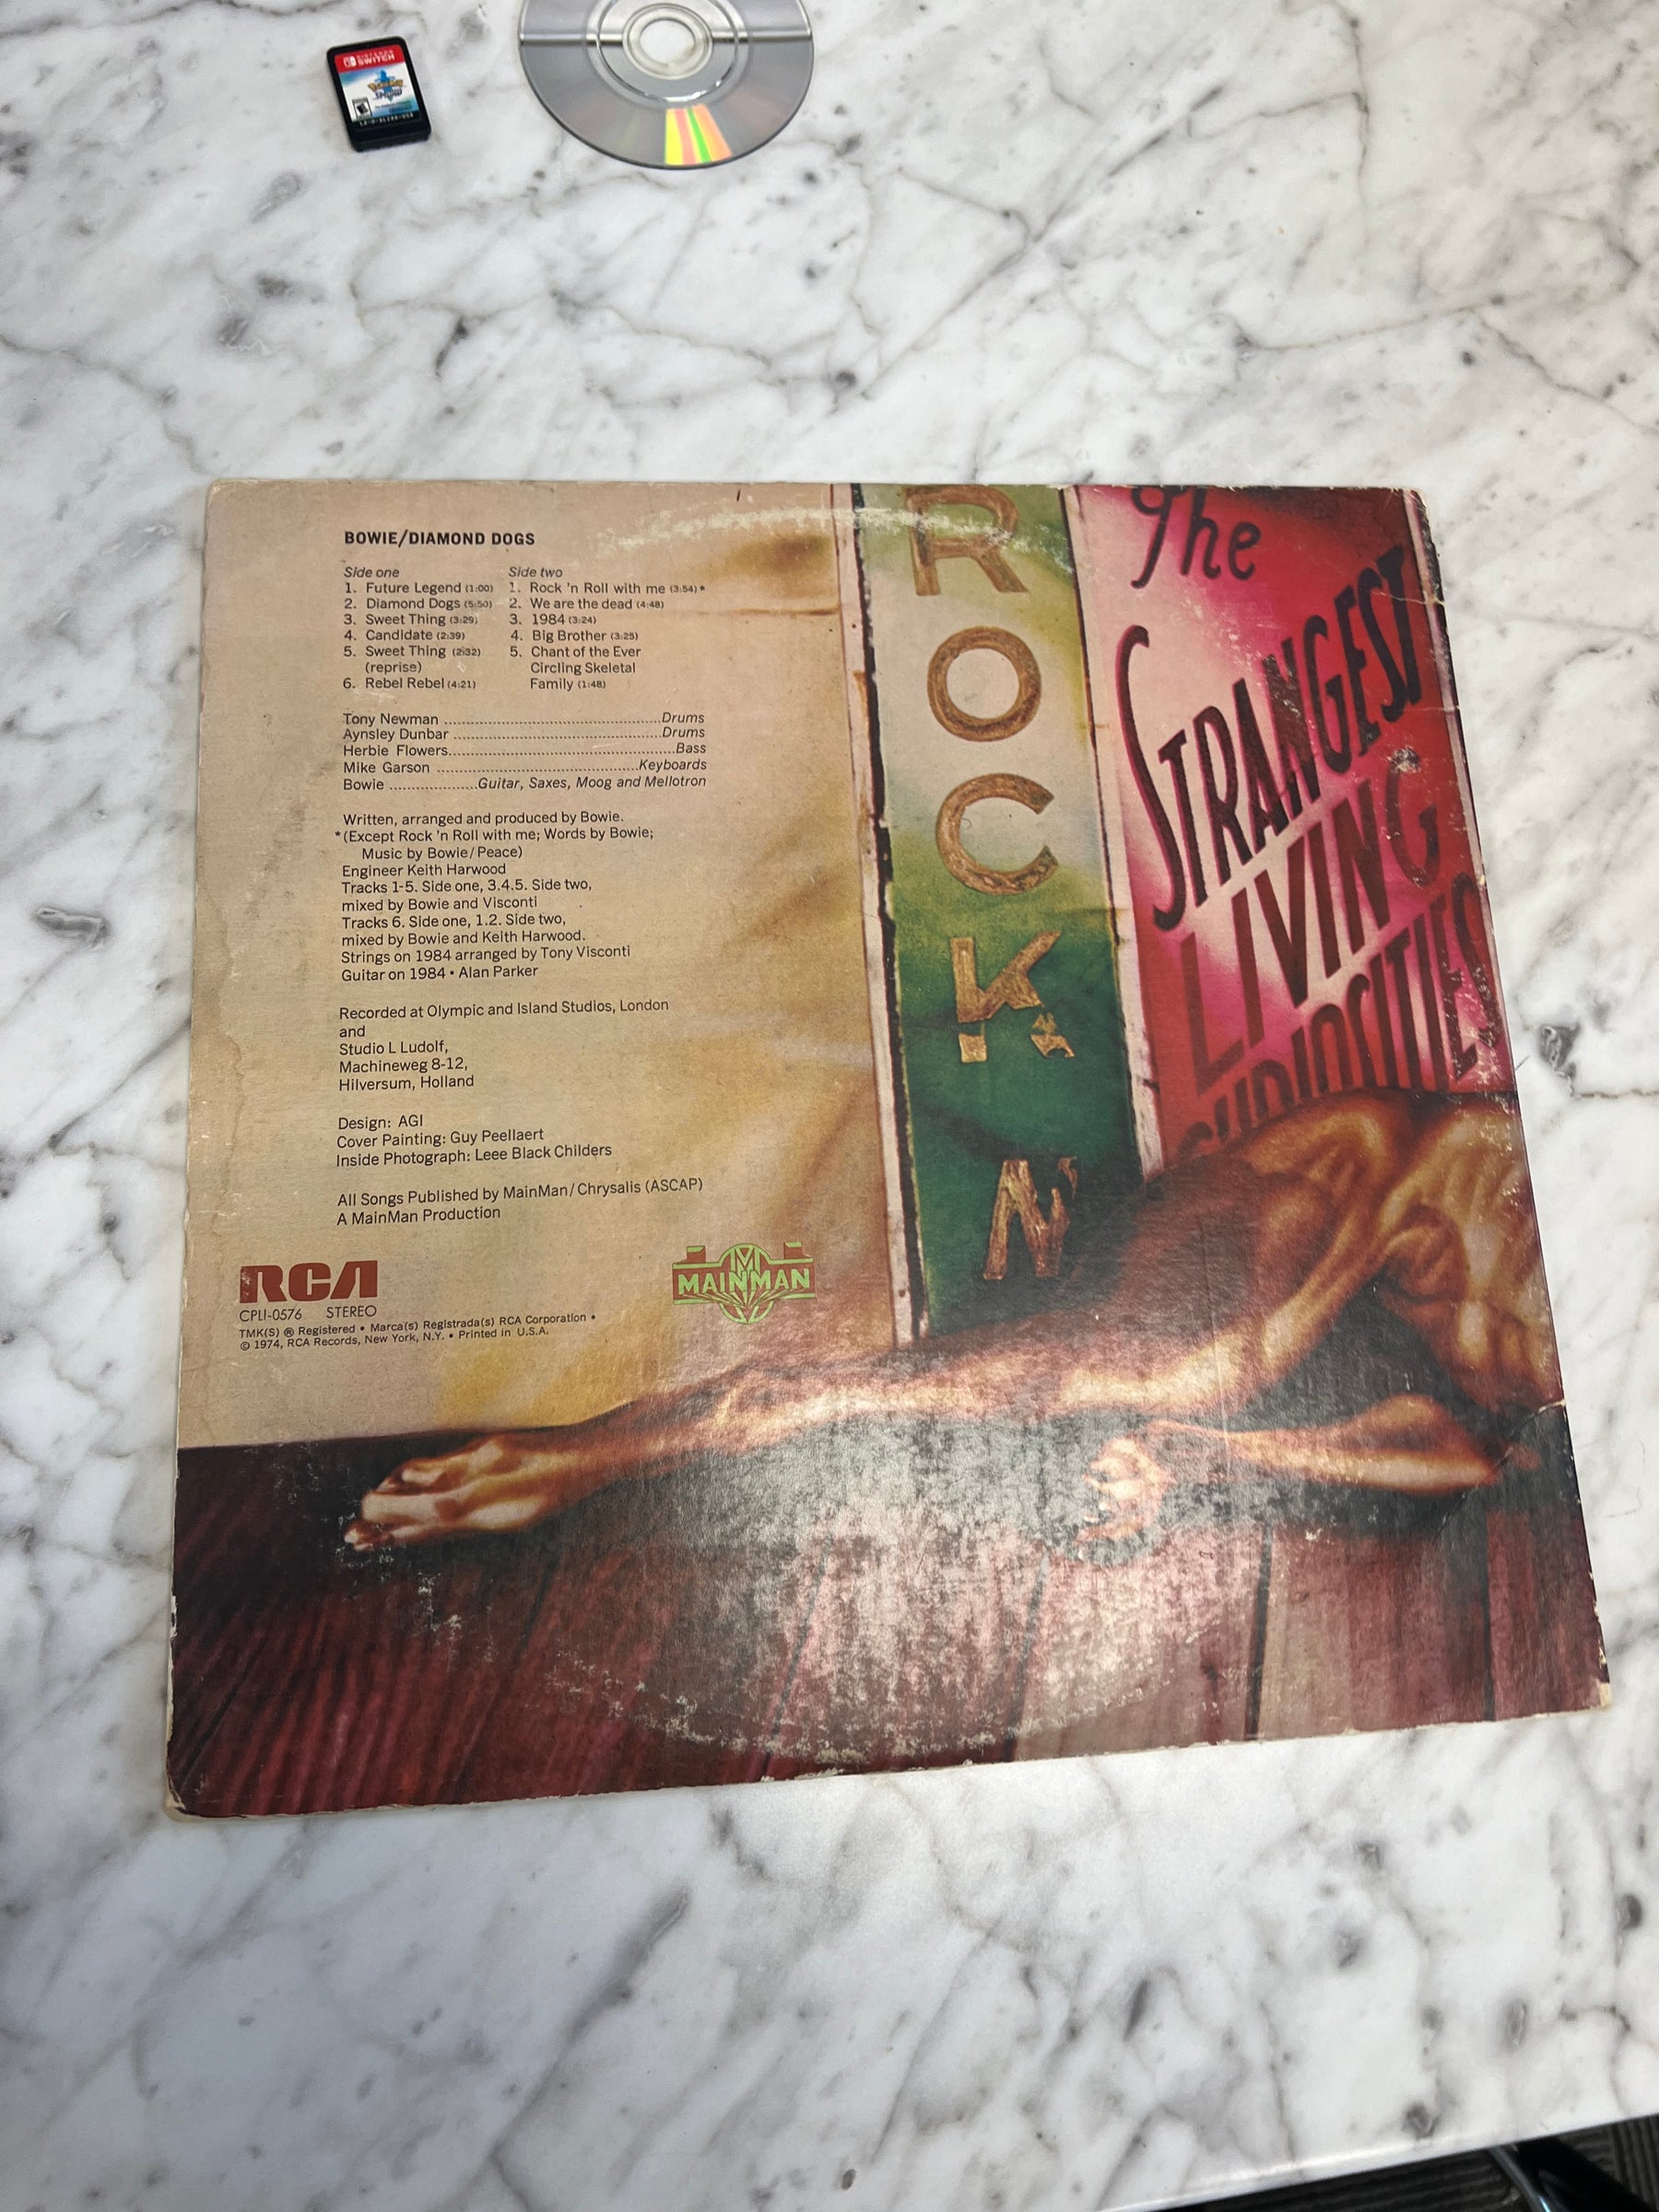 NINTENDO
SWITCH
BOWIE/DIAMOND DOGS
Side one
1. Future Legend (1:00)
2. Diamond Dogs (5:50)
3. Sweet Thing (3:29)
4. Candidate (2:39)
5. Sweet Thing (2:32)
(reprise)
6. Rebel Rebel (4:21)
Side two
1. Rock 'n Roll with me (3:54)*
2. We are the dead (4:48)
3. 1984 (3:24)
4. Big Brother (3:25)
5. Chant of the Ever
Circling Skeletal
Family (1:48)
Tony Newman ........................................Drums
Aynsley Dunbar ........................................Drums
Herbie Flowers........................................Bass
Mike Garson ........................................Keyboards
Bowie ...................Guitar, Saxes, Moog and Mellotron
Written, arranged and produced by Bowie.
*(Except Rock 'n Roll with me; Words by Bowie;
Music by Bowie/Peace)
Engineer Keith Harwood
Tracks 1-5. Side one, 3.4.5. Side two,
mixed by Bowie and Visconti
Tracks 6. Side one, 1.2. Side two,
mixed by Bowie and Keith Harwood.
Strings on 1984 arranged by Tony Visconti
Guitar on 1984 • Alan Parker
Recorded at Olympic and Island Studios, London
and
Studio L Ludolf,
Machineweg 8-12,
Hilversum, Holland
Design: AGI
Cover Painting: Guy Peellaert
Inside Photograph: Leee Black Childers
All Songs Published by MainMan/Chrysalis (ASCAP)
A MainMan Production
RCA
CPL1-0576 STEREO
TMK(S) ® Registered • Marca(s) Registrada(s) RCA Corporation •
© 1974, RCA Records, New York, N.Y. • Printed in U.S.A.
M
MAINMAN
ROCK N
The
STRANGEST
LIVING
CURIOSITIES